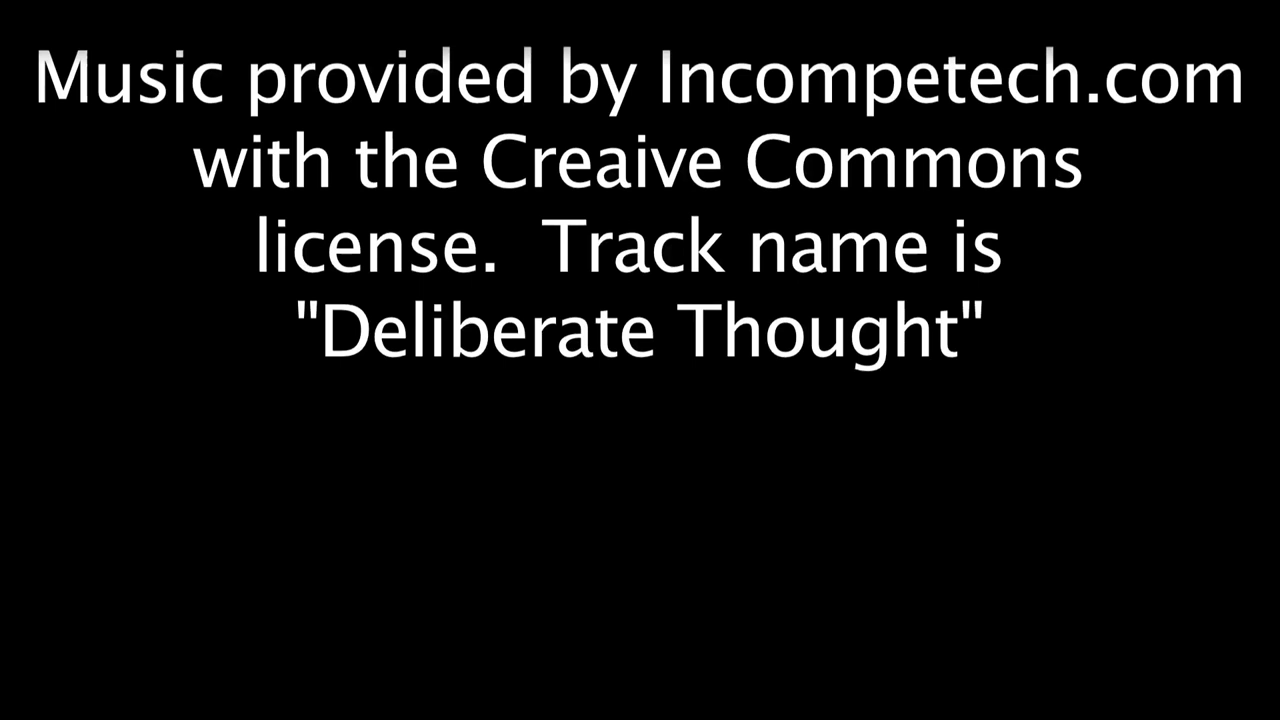 Music provided by Incompetech.com
with the Creaive Commons
license.  Track name is
"Deliberate Thought"